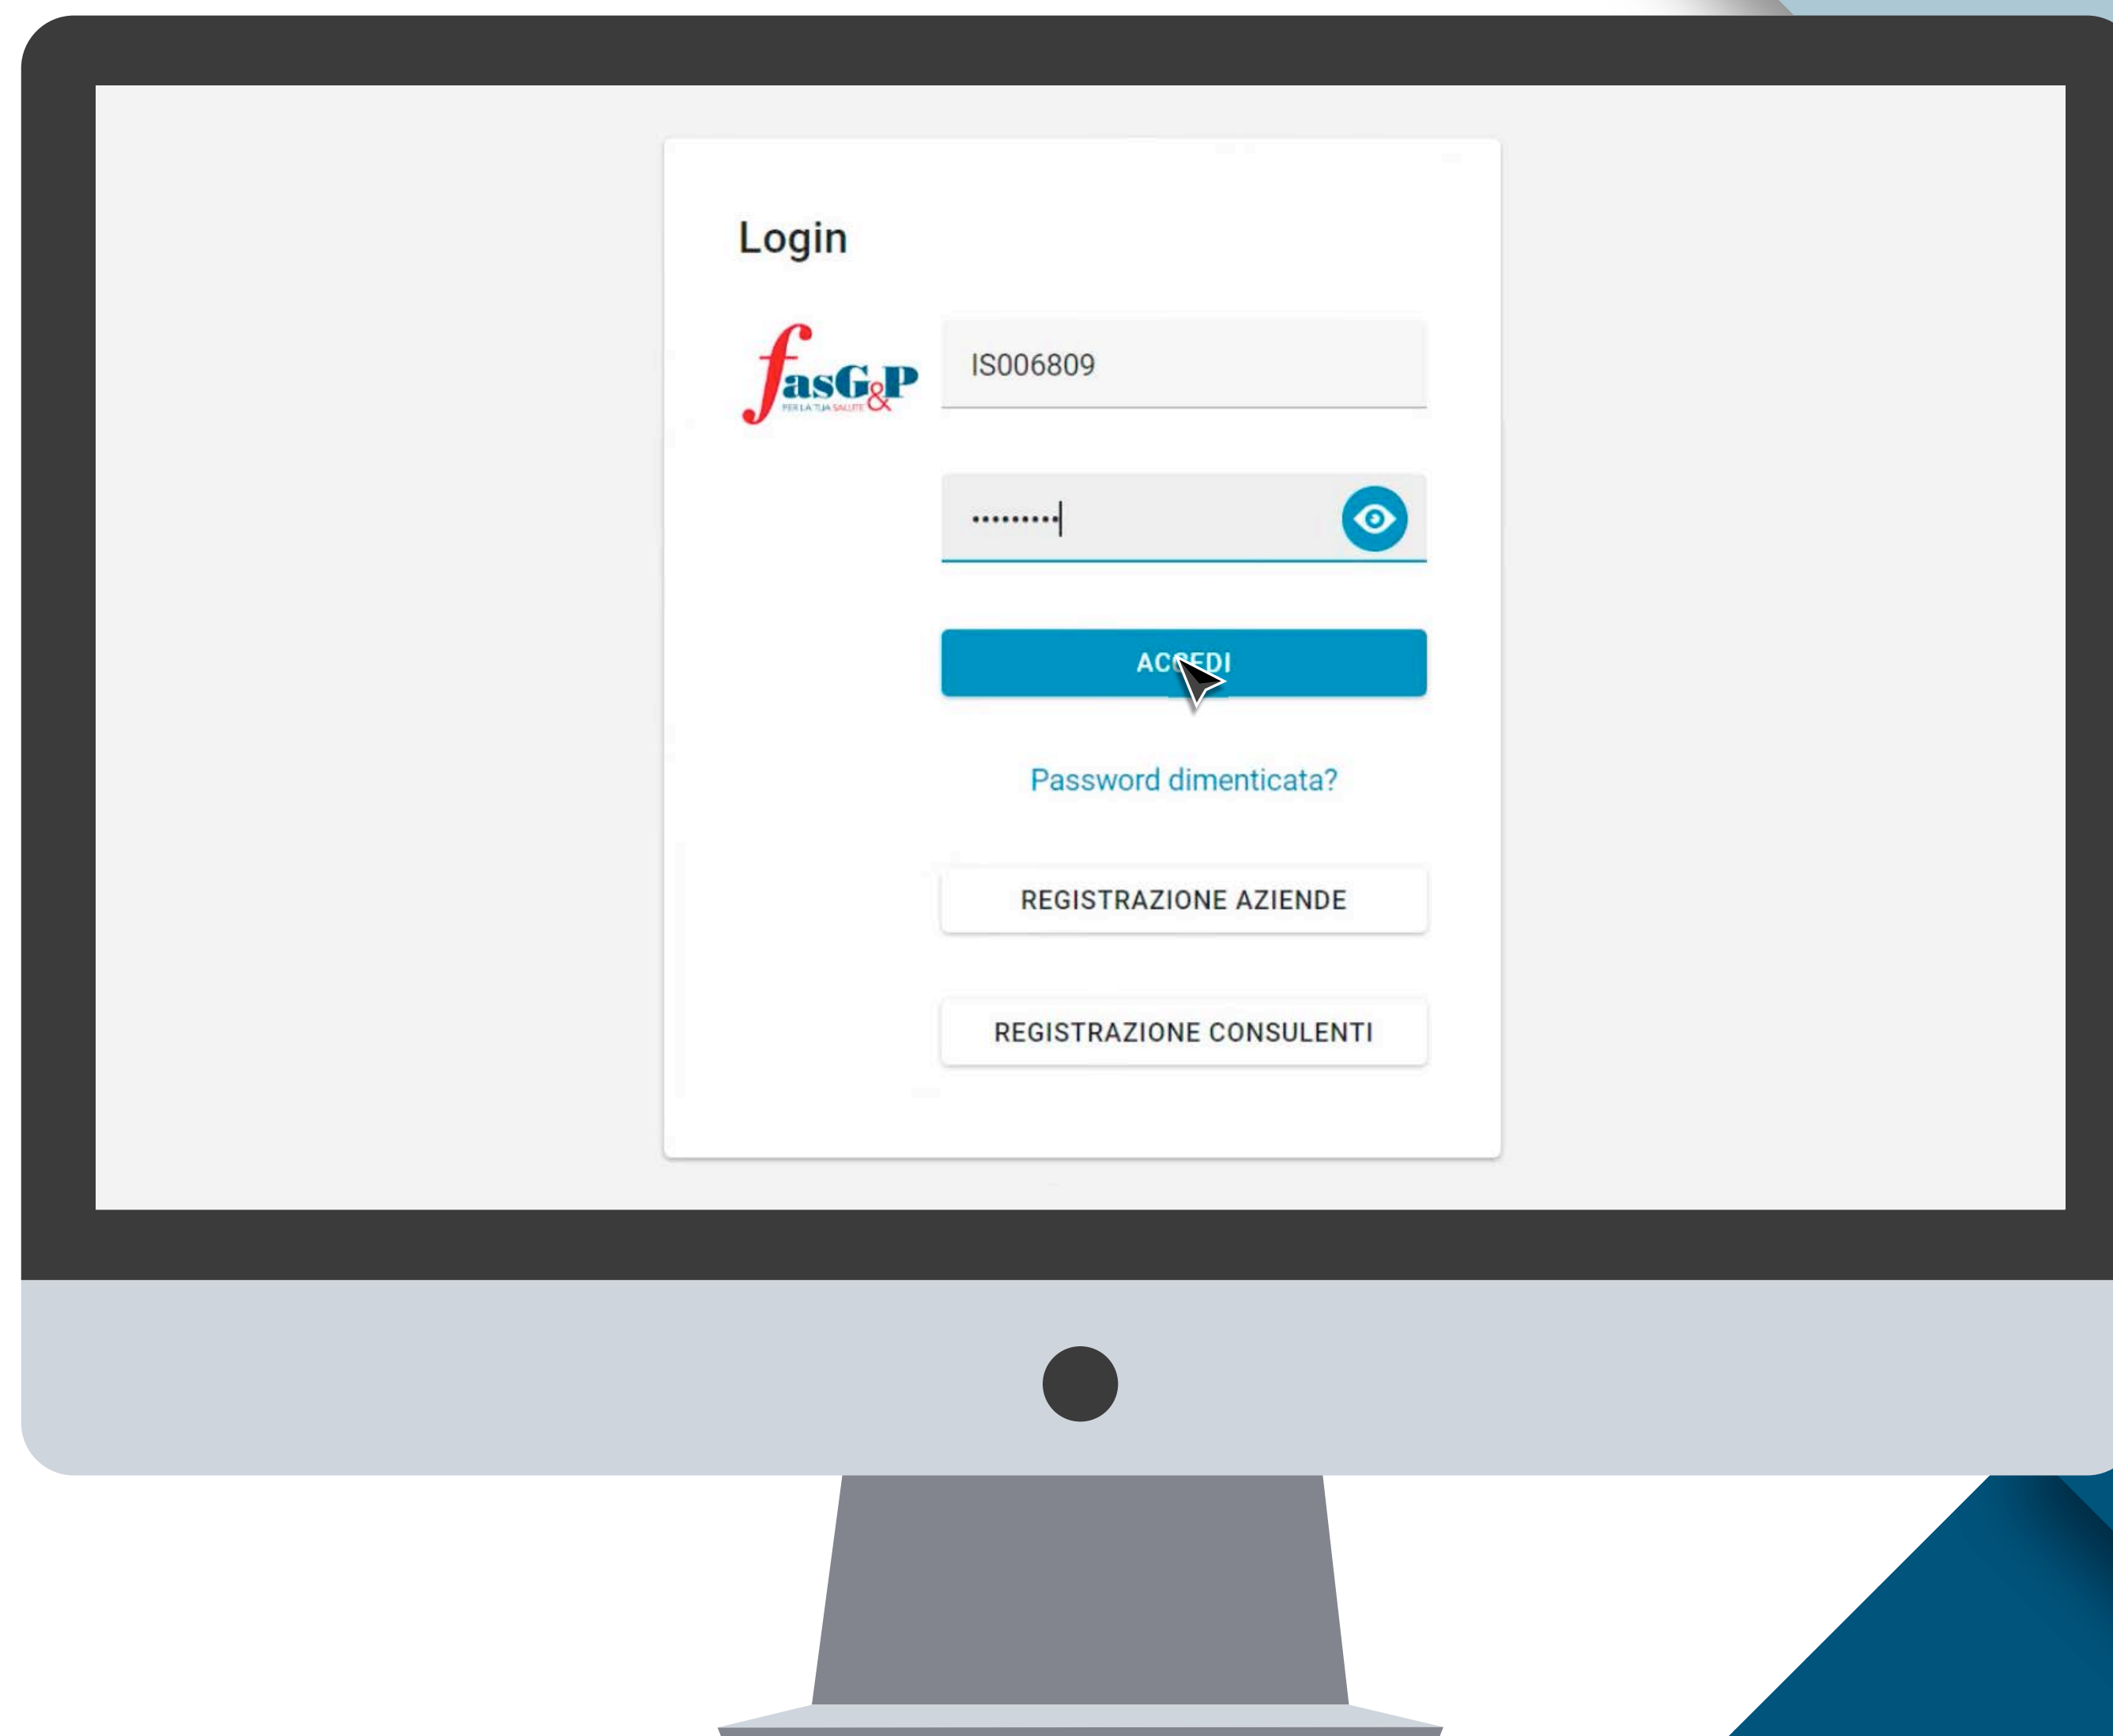 Login
fasG&P
PER LA TUA SALUTE
IS006809
•••••••••
ACCEDI
Password dimenticata?
REGISTRAZIONE AZIENDE
REGISTRAZIONE CONSULENTI